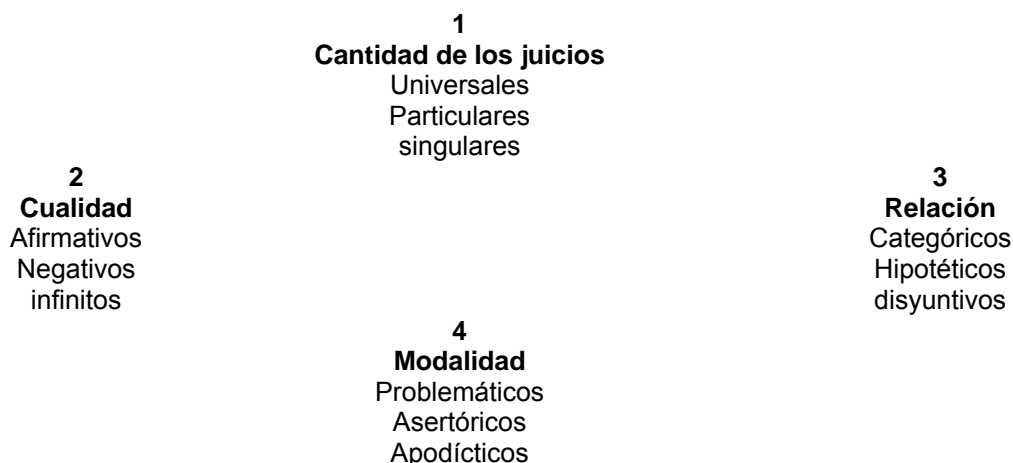 1
Cantidad de los juicios
Universales
Particulares
singulares
2
Cualidad
Afirmativos
Negativos
infinitos
3
Relación
Categóricos
Hipotéticos
disyuntivos
4
Modalidad
Problemáticos
Asertóricos
Apodícticos